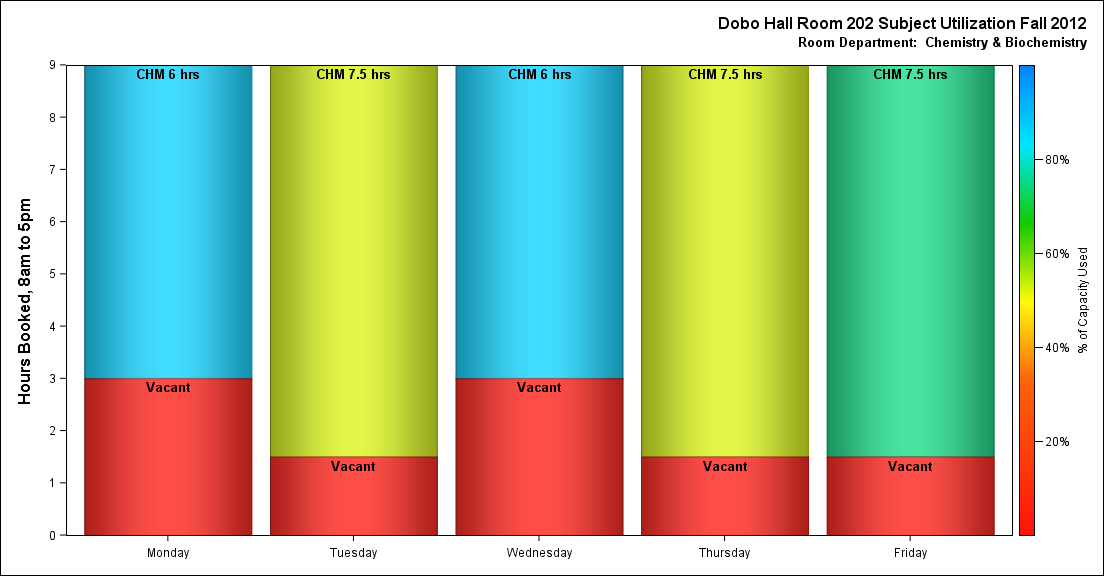 Dobo Hall Room 202 Subject Utilization Fall 2012
Room Department:  Chemistry & Biochemistry
Hours Booked, 8am to 5pm
9
8
7
6
5
4
3
2
1
0
CHM 6 hrs
CHM 7.5 hrs
CHM 6 hrs
CHM 7.5 hrs
CHM 7.5 hrs
Vacant
Vacant
Vacant
Vacant
Vacant
Monday
Tuesday
Wednesday
Thursday
Friday
80%
60%
40%
20%
% of Capacity Used